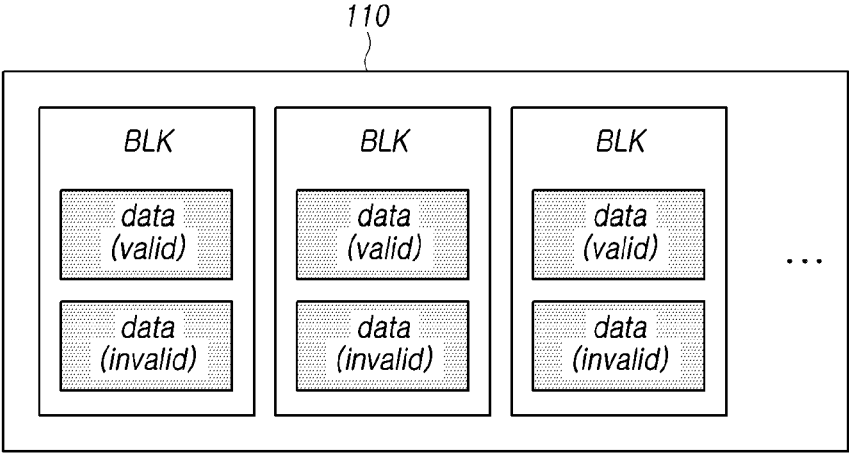 110
BLK
data
(valid)
data
(invalid)
BLK
data
(valid)
data
(invalid)
BLK
data
(valid)
data
(invalid)
...